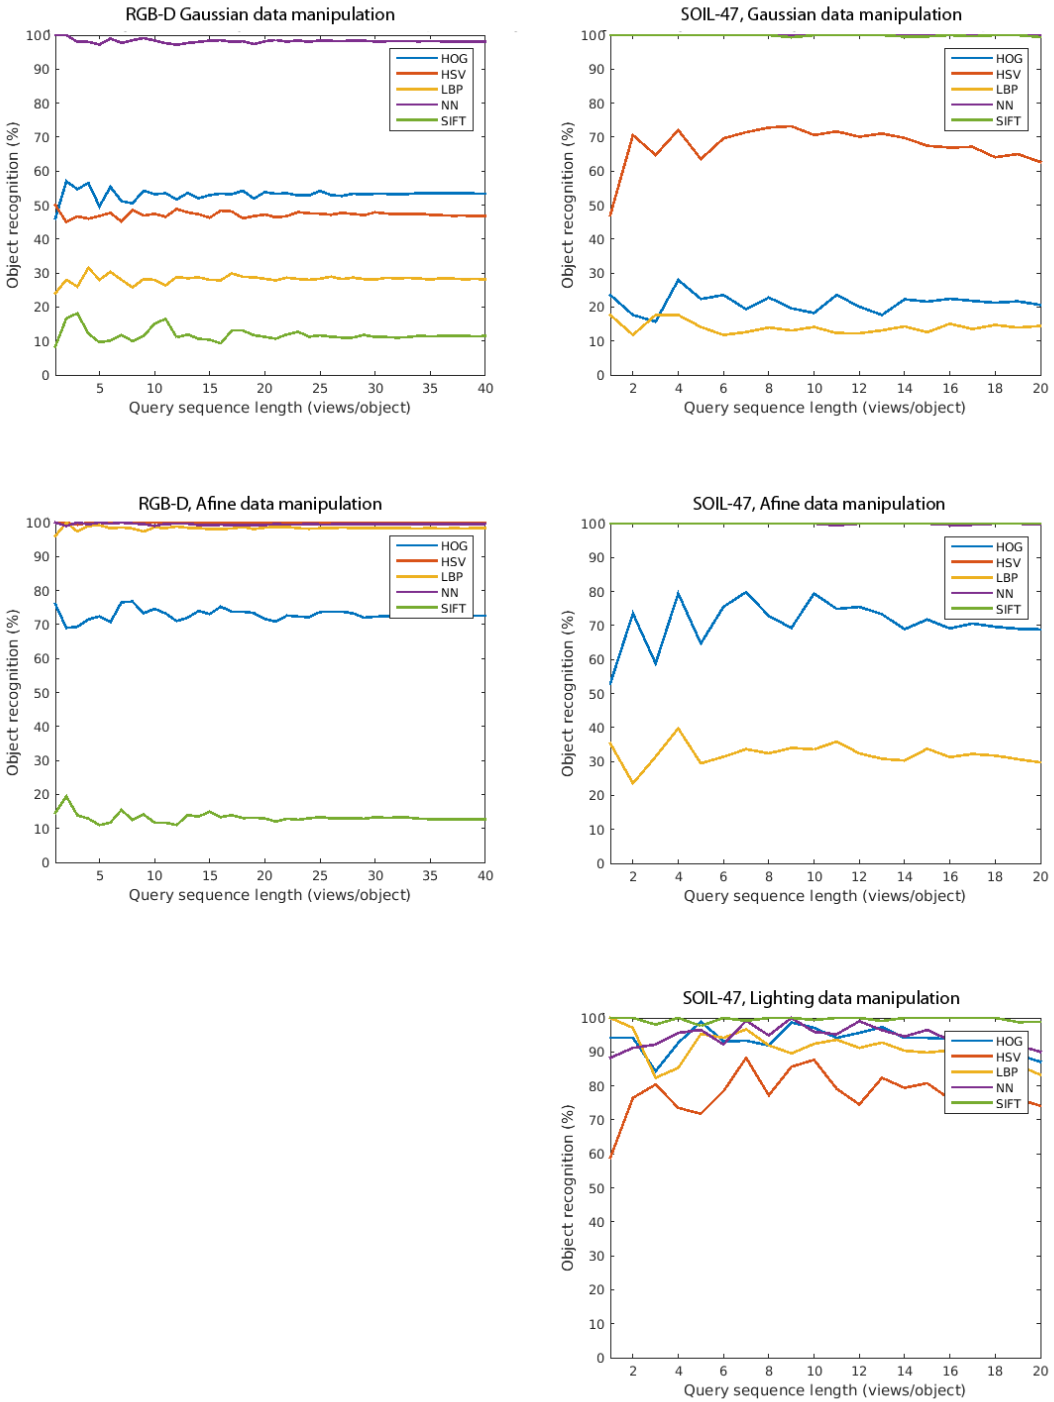 RGB-D Gaussian data manipulation
Object recognition (%)
100
90
80
70
60
50
40
30
20
10
0
HOG
HSV
LBP
NN
SIFT
5 10 15 20 25 30 35 40
Query sequence length (views/object)
SOIL-47, Gaussian data manipulation
Object recognition (%)
100
90
80
70
60
50
40
30
20
10
0
HOG
HSV
LBP
NN
SIFT
2 4 6 8 10 12 14 16 18 20
Query sequence length (views/object)
RGB-D, Afine data manipulation
Object recognition (%)
100
90
80
70
60
50
40
30
20
10
0
HOG
HSV
LBP
NN
SIFT
5 10 15 20 25 30 35 40
Query sequence length (views/object)
SOIL-47, Afine data manipulation
Object recognition (%)
100
90
80
70
60
50
40
30
20
10
0
HOG
HSV
LBP
NN
SIFT
2 4 6 8 10 12 14 16 18 20
Query sequence length (views/object)
SOIL-47, Lighting data manipulation
Object recognition (%)
100
90
80
70
60
50
40
30
20
10
0
HOG
HSV
LBP
NN
SIFT
2 4 6 8 10 12 14 16 18 20
Query sequence length (views/object)